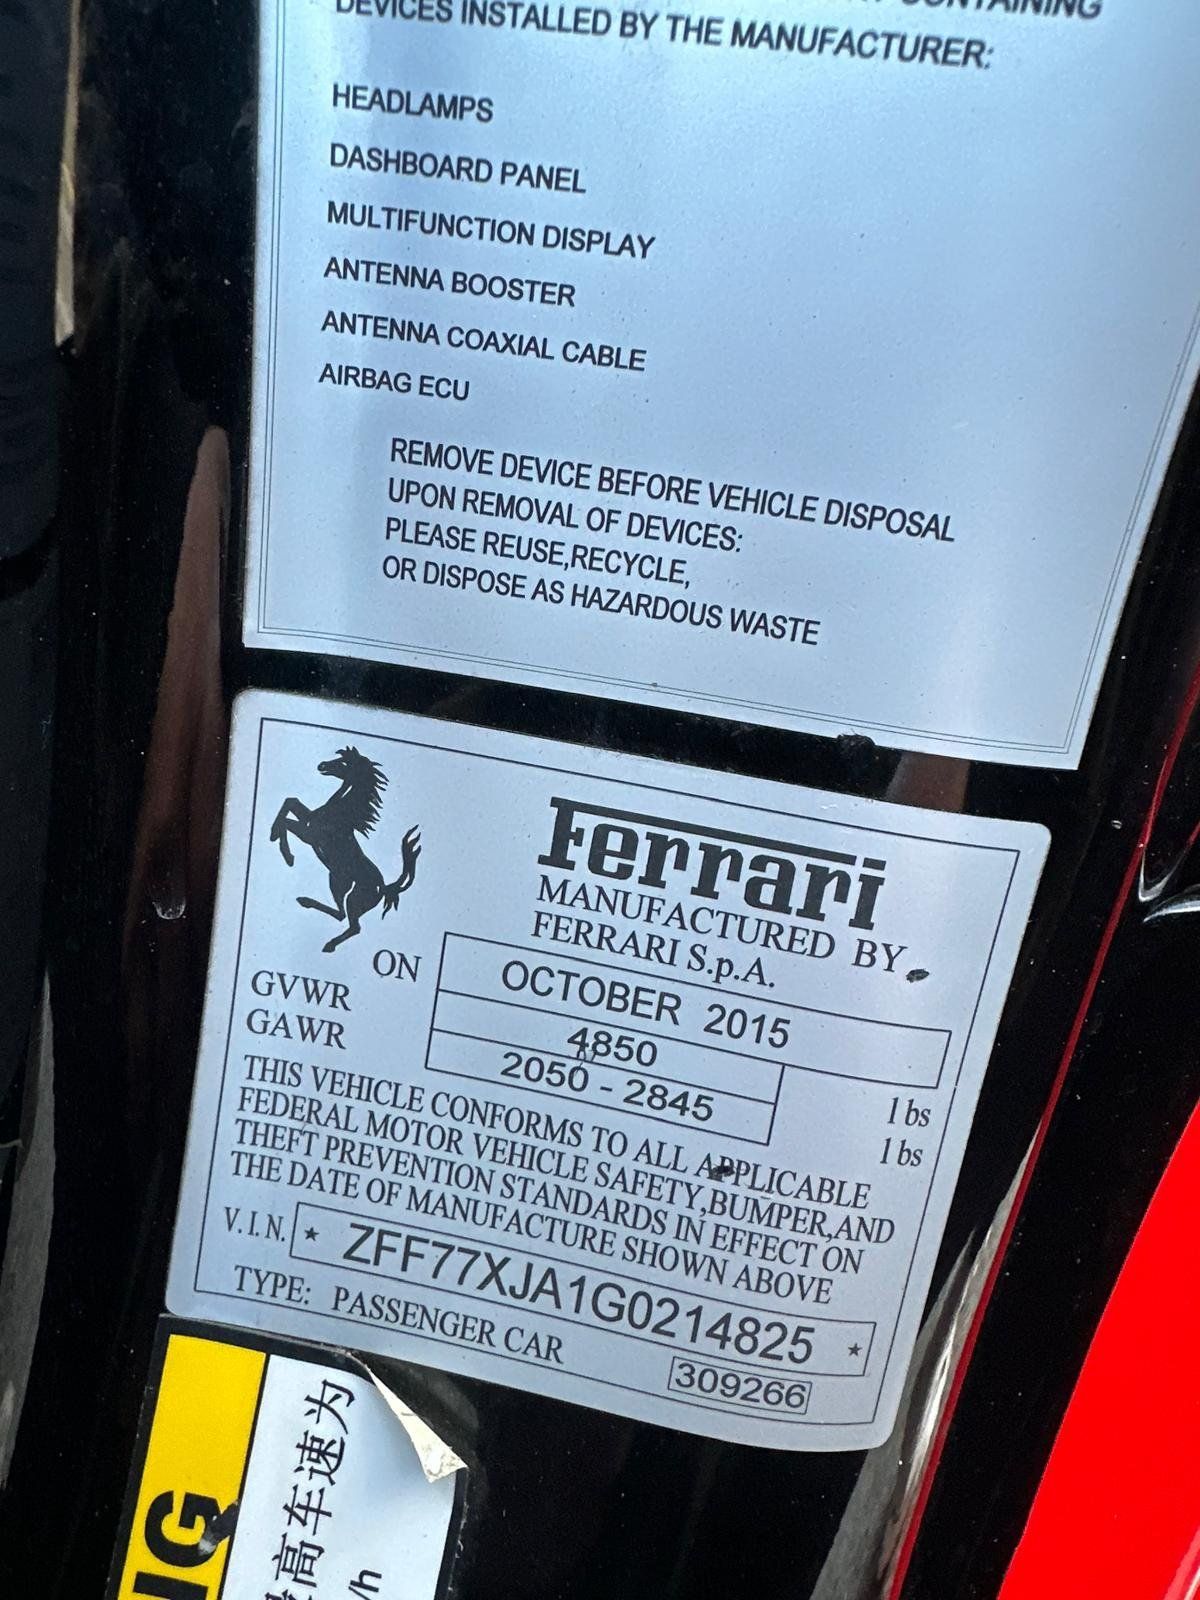 CONTAINING
DEVICES INSTALLED BY THE MANUFACTURER:
HEADLAMPS
DASHBOARD PANEL
MULTIFUNCTION DISPLAY
ANTENNA BOOSTER
ANTENNA COAXIAL CABLE
AIRBAG ECU
REMOVE DEVICE BEFORE VEHICLE DISPOSAL
UPON REMOVAL OF DEVICES:
PLEASE REUSE,RECYCLE,
OR DISPOSE AS HAZARDOUS WASTE
Ferrari
MANUFACTURED BY
FERRARI S.p.A.
ON OCTOBER 2015
GVWR 4850 lbs
GAWR 2050 - 2845 lbs
THIS VEHICLE CONFORMS TO ALL APPLICABLE
FEDERAL MOTOR VEHICLE SAFETY,BUMPER,AND
THEFT PREVENTION STANDARDS IN EFFECT ON
THE DATE OF MANUFACTURE SHOWN ABOVE
V.I.N. * ZFF77XJA1G0214825 *
TYPE: PASSENGER CAR 309266
高车速为
/h